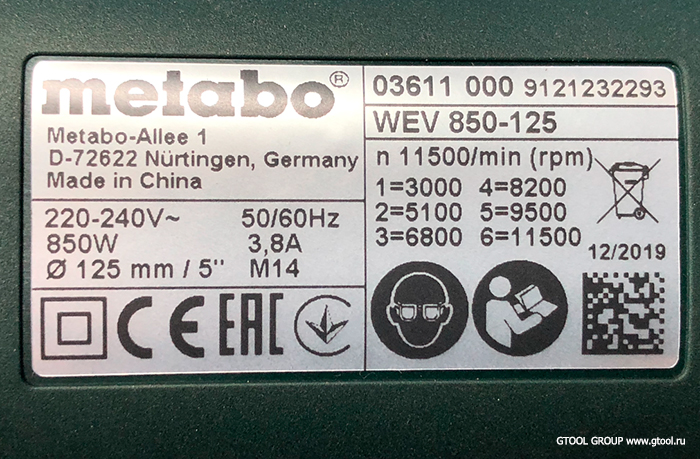 metabo®
Metabo-Allee 1
D-72622 Nürtingen, Germany
Made in China
220-240V~ 50/60Hz
850W 3,8A
Ø 125 mm / 5" M14
CE EAC
03611 000 9121232293
WEV 850-125
n 11500/min (rpm)
1=3000 4=8200
2=5100 5=9500
3=6800 6=11500
12/2019
GTOOL GROUP www.gtool.ru